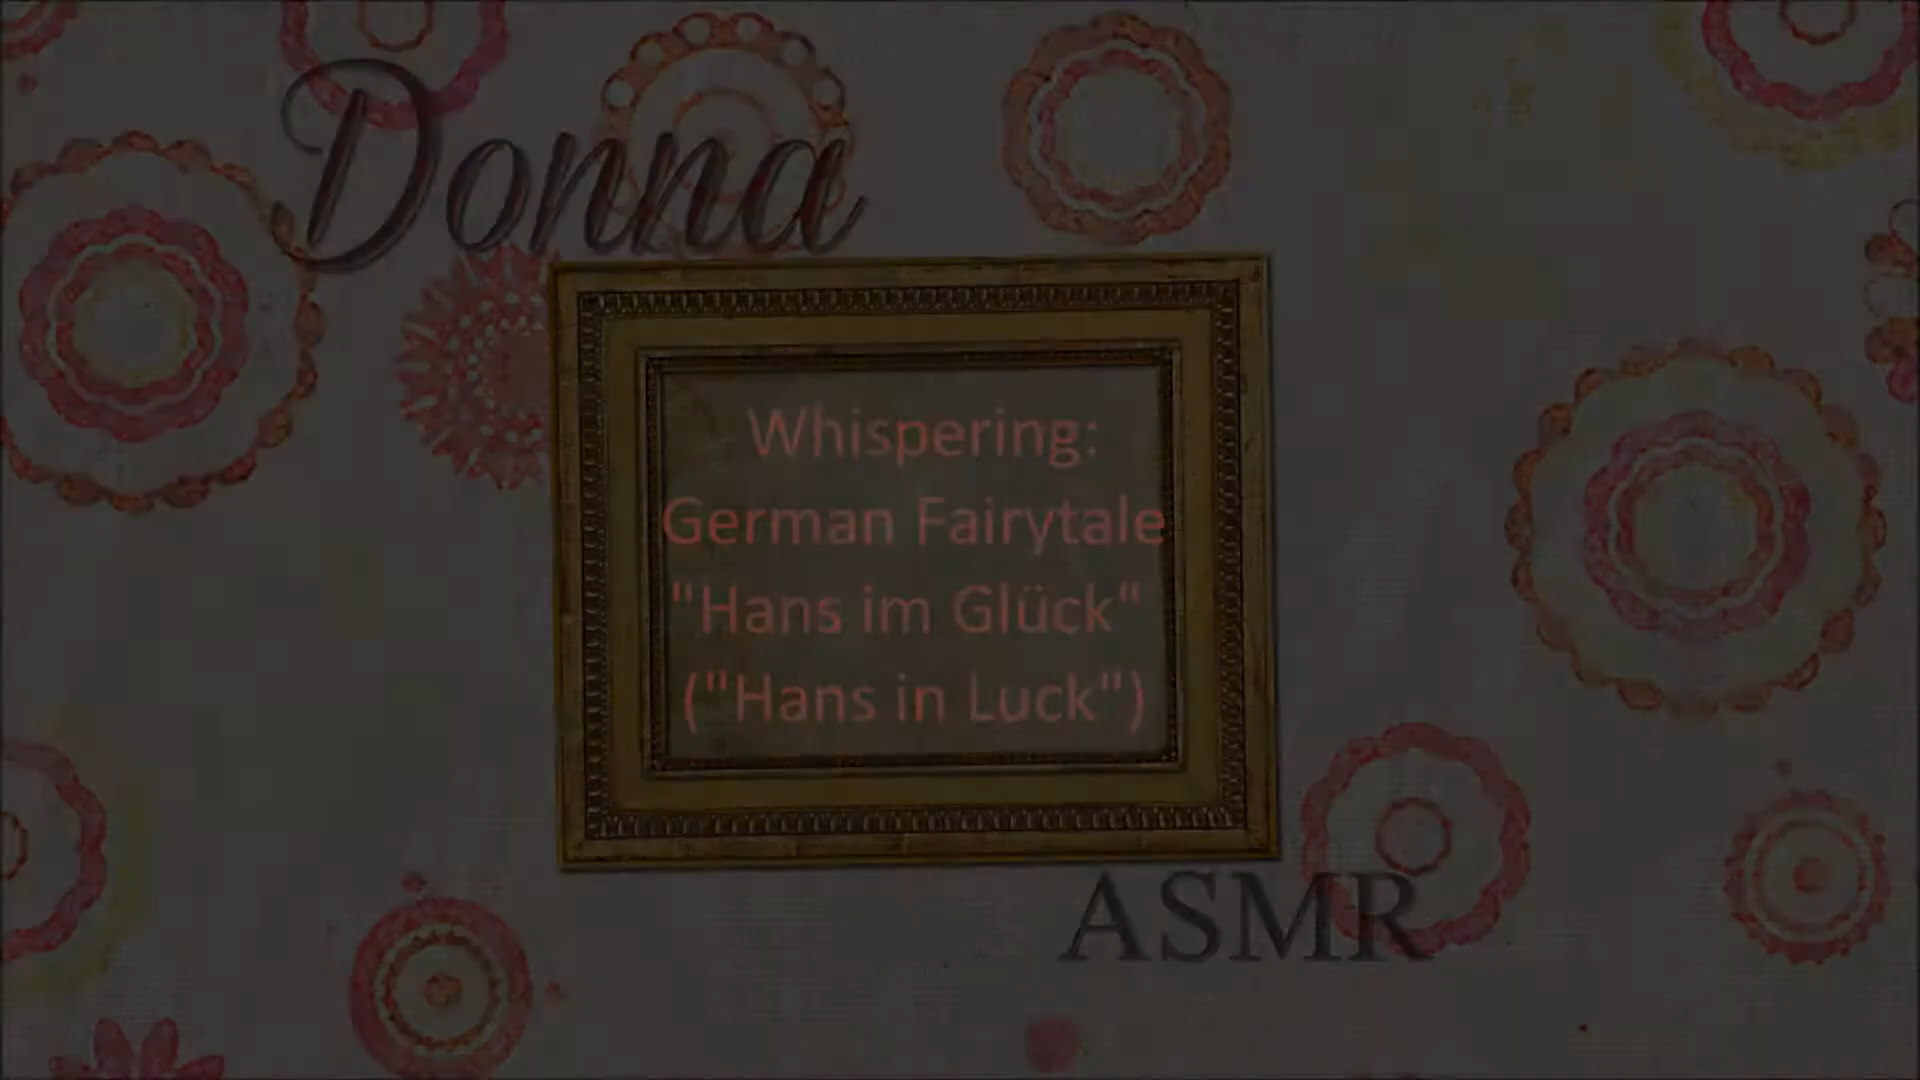 Donna
Whispering:
German Fairytale
"Hans im Glück"
("Hans in Luck")
ASMR